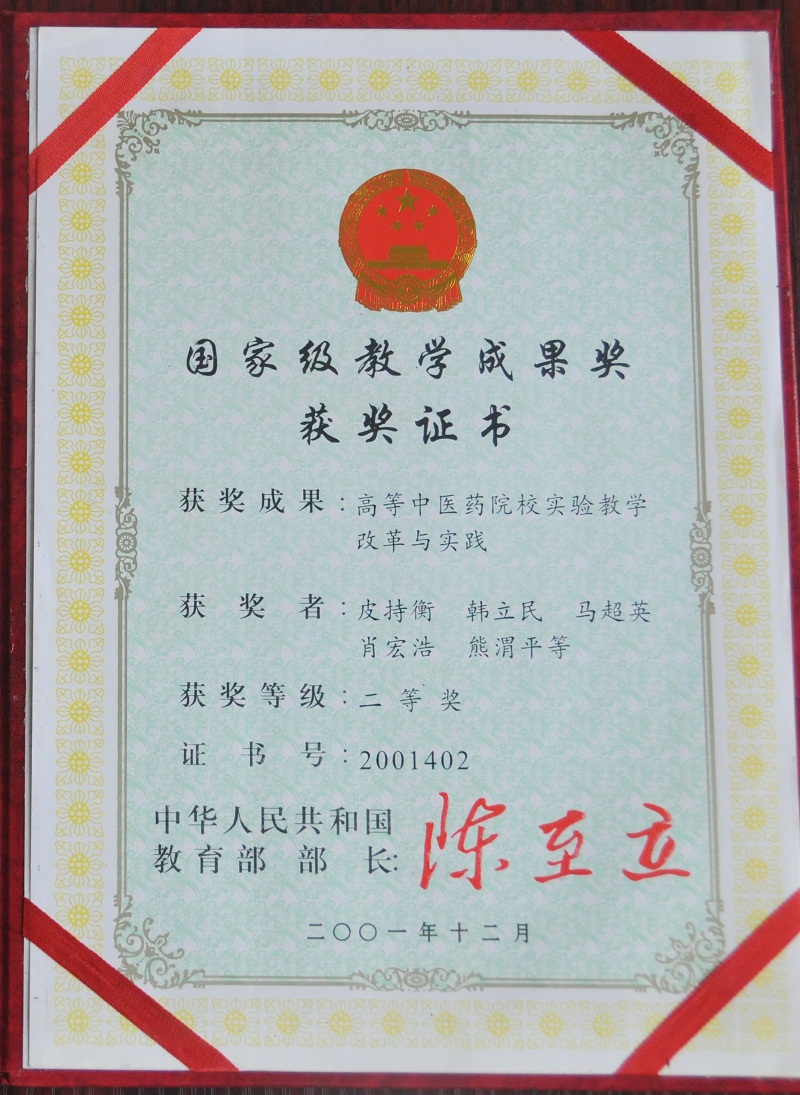 国家级教学成果奖
获奖证书
获奖成果：高等中医药院校实验教学
改革与实践
获奖者：皮持衡 韩立民 马超英
肖宏浩 熊渭平等
获奖等级：二等奖
证书号：2001402
中华人民共和国
教育部部长：陈至立
二〇〇一年十二月